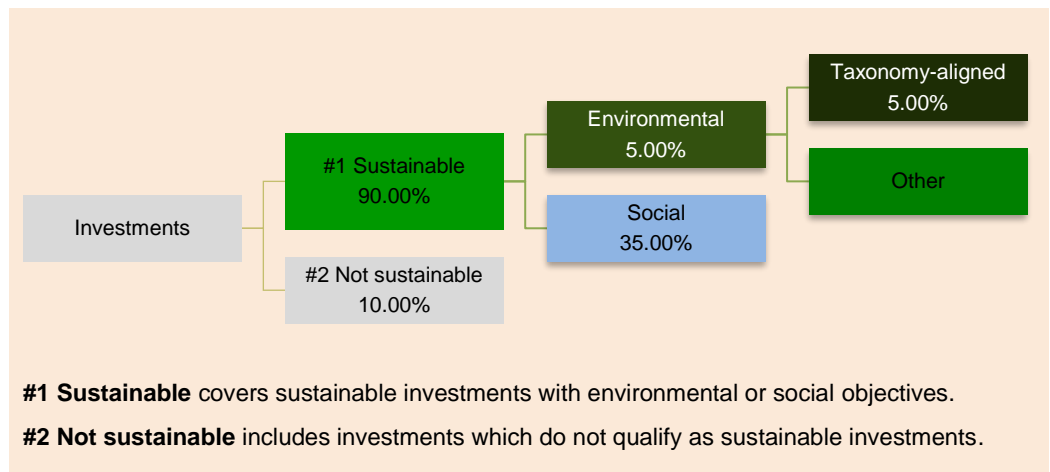 Taxonomy-aligned
5.00%
Environmental
5.00%
#1 Sustainable
90.00%
Other
Social
35.00%
Investments
#2 Not sustainable
10.00%
#1 Sustainable covers sustainable investments with environmental or social objectives.
#2 Not sustainable includes investments which do not qualify as sustainable investments.